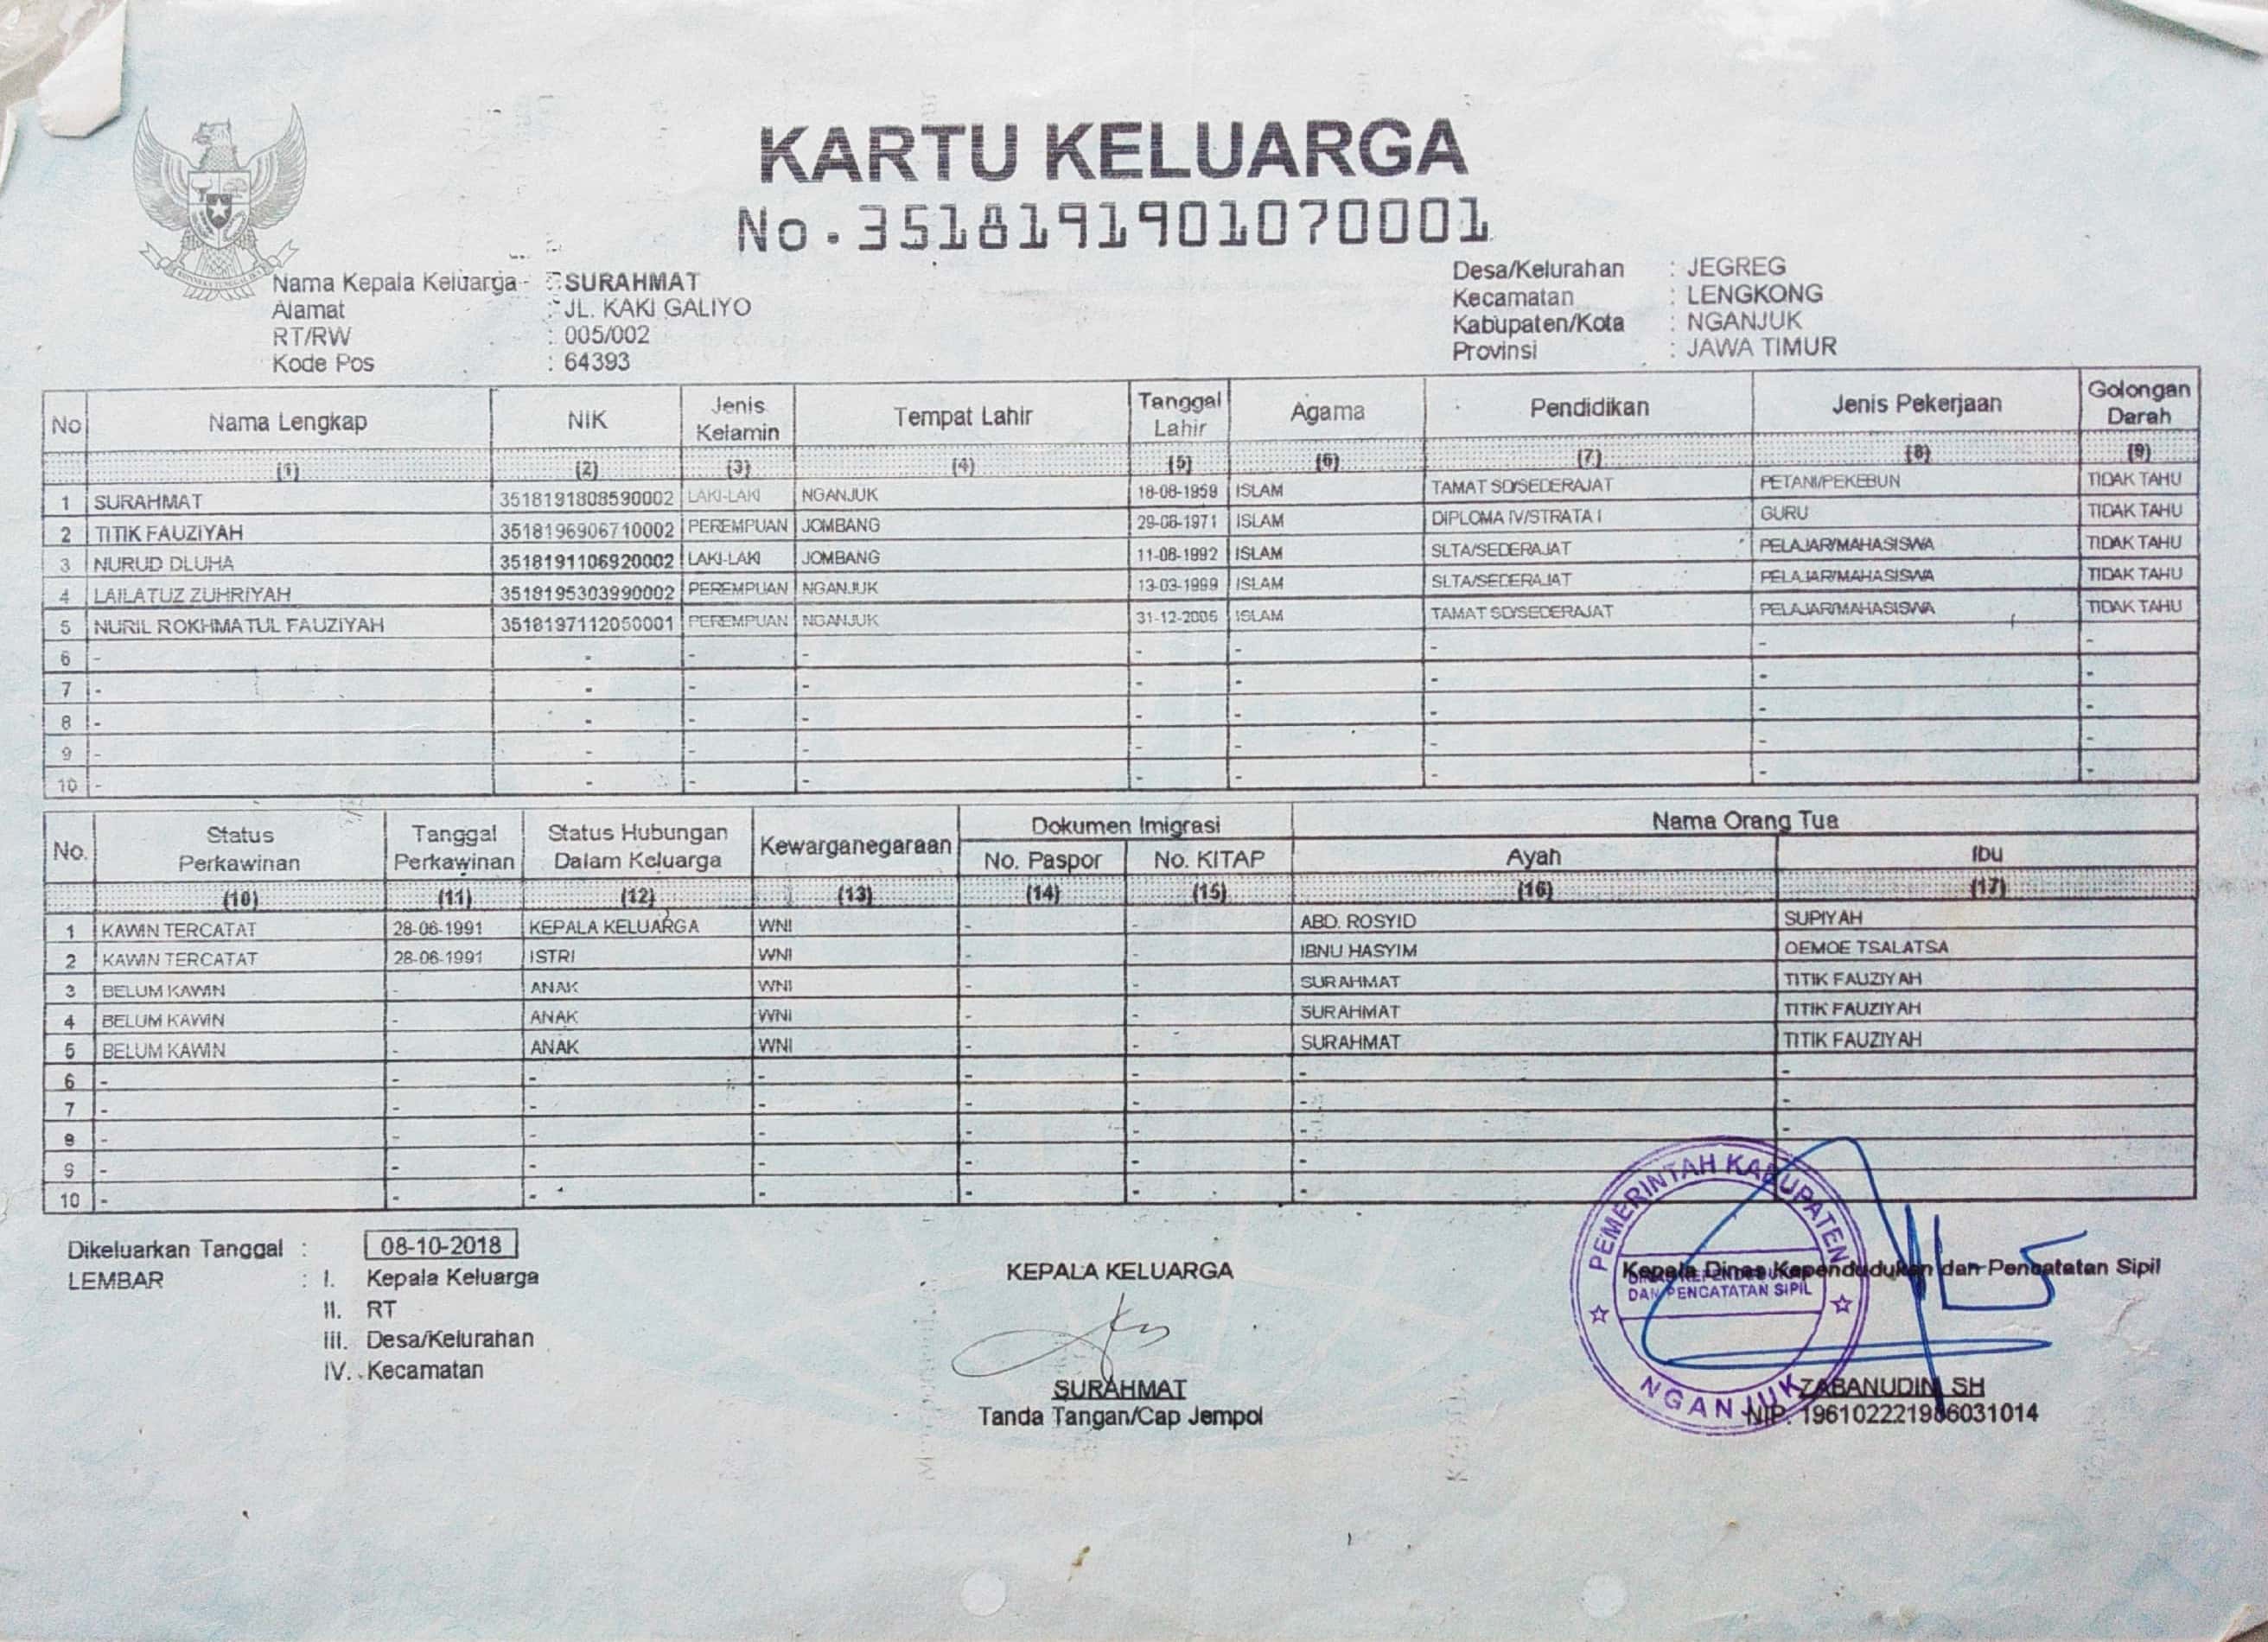 KARTU KELUARGA
No.3518191901070001
Nama Kepala Keluarga : SURAHMAT
Alamat : JL. KAKI GALIYO
RT/RW : 005/002
Kode Pos : 64393
Desa/Kelurahan : JEGREG
Kecamatan : LENGKONG
Kabupaten/Kota : NGANJUK
Provinsi : JAWA TIMUR
No Nama Lengkap NIK Jenis Kelamin Tempat Lahir Tanggal Lahir Agama Pendidikan Jenis Pekerjaan Golongan Darah
(1) (2) (3) (4) (5) (6) (7) (8) (9)
1 SURAHMAT 3518191808590002 LAKI-LAKI NGANJUK 18-08-1959 ISLAM TAMAT SD/SEDERAJAT PETANI/PEKEBUN TIDAK TAHU
2 TITIK FAUZIYAH 3518196906710002 PEREMPUAN JOMBANG 29-06-1971 ISLAM DIPLOMA IV/STRATA I GURU TIDAK TAHU
3 NURUD DLUHA 3518191106920002 LAKI-LAKI JOMBANG 11-06-1992 ISLAM SLTA/SEDERAJAT PELAJAR/MAHASISWA TIDAK TAHU
4 LAILATUZ ZUHRIYAH 3518195303990002 PEREMPUAN NGANJUK 13-03-1999 ISLAM SLTA/SEDERAJAT PELAJAR/MAHASISWA TIDAK TAHU
5 NURIL ROKHMATUL FAUZIYAH 3518197112050001 PEREMPUAN NGANJUK 31-12-2005 ISLAM TAMAT SD/SEDERAJAT PELAJAR/MAHASISWA TIDAK TAHU
6 - - - - - - - - -
7 - - - - - - - - -
8 - - - - - - - - -
9 - - - - - - - - -
10 - - - - - - - - -
No. Status Perkawinan Tanggal Perkawinan Status Hubungan Dalam Keluarga Kewarganegaraan Dokumen Imigrasi Nama Orang Tua
No. Paspor No. KITAP Ayah Ibu
(10) (11) (12) (13) (14) (15) (16) (17)
1 KAWIN TERCATAT 28-06-1991 KEPALA KELUARGA WNI - - ABD. ROSYID SUPIYAH
2 KAWIN TERCATAT 28-06-1991 ISTRI WNI - - IBNU HASYIM OEMOE TSALATSA
3 BELUM KAWIN - ANAK WNI - - SURAHMAT TITIK FAUZIYAH
4 BELUM KAWIN - ANAK WNI - - SURAHMAT TITIK FAUZIYAH
5 BELUM KAWIN - ANAK WNI - - SURAHMAT TITIK FAUZIYAH
6 - - - - - - - -
7 - - - - - - - -
8 - - - - - - - -
9 - - - - - - - -
10 - - - - - - - -
Dikeluarkan Tanggal : 08-10-2018
LEMBAR : I. Kepala Keluarga
II. RT
III. Desa/Kelurahan
IV. Kecamatan
KEPALA KELUARGA
SURAHMAT
Tanda Tangan/Cap Jempol
Kepala Dinas Kependudukan dan Pencatatan Sipil
PEMERINTAH KABUPATEN
DINAS KEPENDUDUKAN
DAN PENCATATAN SIPIL
NGANJUK
ZABANUDIN, SH
NIP. 196102221986031014